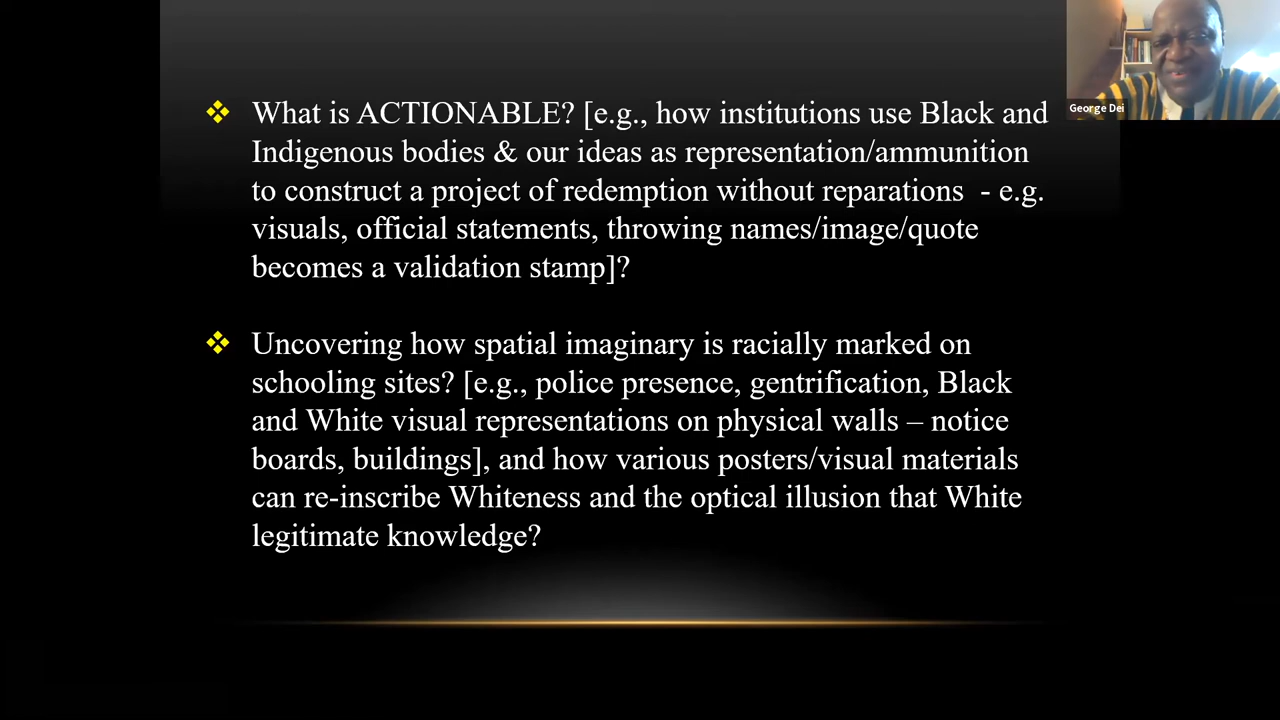 What is ACTIONABLE? [e.g., how institutions use Black and
Indigenous bodies & our ideas as representation/ammunition
to construct a project of redemption without reparations - e.g.
visuals, official statements, throwing names/image/quote
becomes a validation stamp]?
Uncovering how spatial imaginary is racially marked on
schooling sites? [e.g., police presence, gentrification, Black
and White visual representations on physical walls – notice
boards, buildings], and how various posters/visual materials
can re-inscribe Whiteness and the optical illusion that White
legitimate knowledge?
George Dei